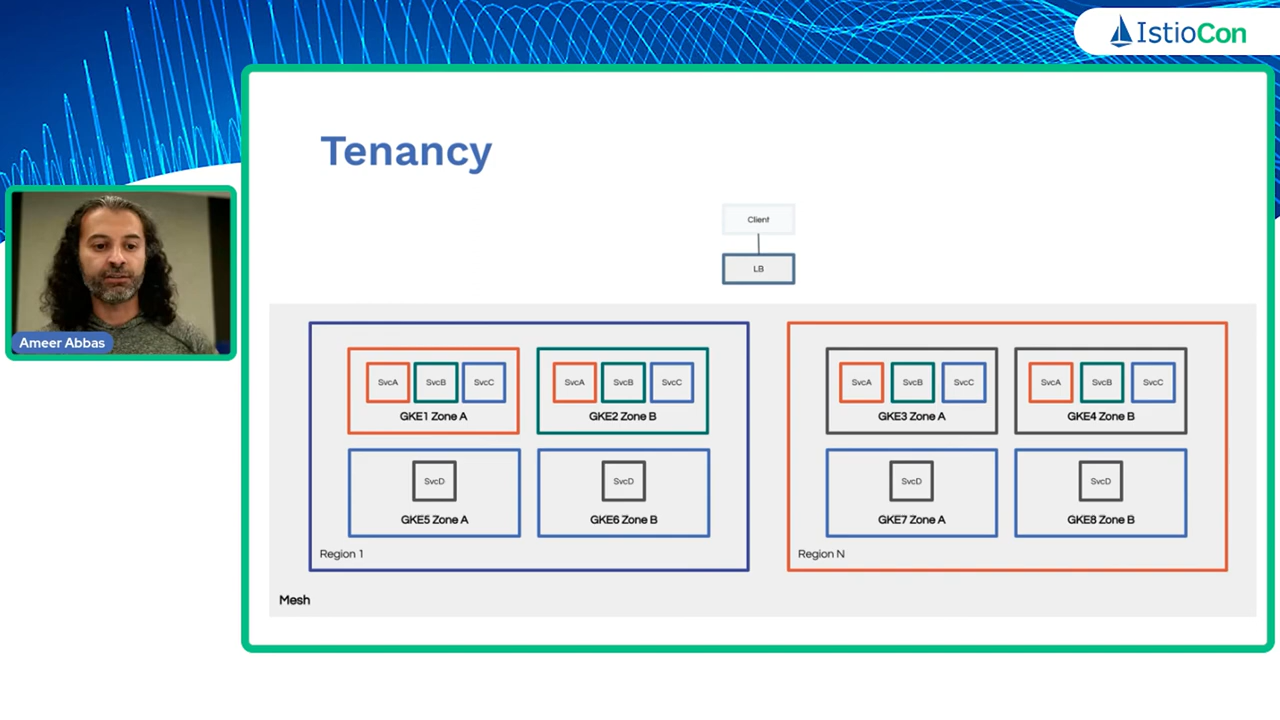 IstioCon
Tenancy
Ameer Abbas
Client
LB
SvcA SvcB SvcC
GKE1 Zone A
SvcA SvcB SvcC
GKE2 Zone B
SvcD
GKE5 Zone A
SvcD
GKE6 Zone B
Region 1
SvcA SvcB SvcC
GKE3 Zone A
SvcA SvcB SvcC
GKE4 Zone B
SvcD
GKE7 Zone A
SvcD
GKE8 Zone B
Region N
Mesh